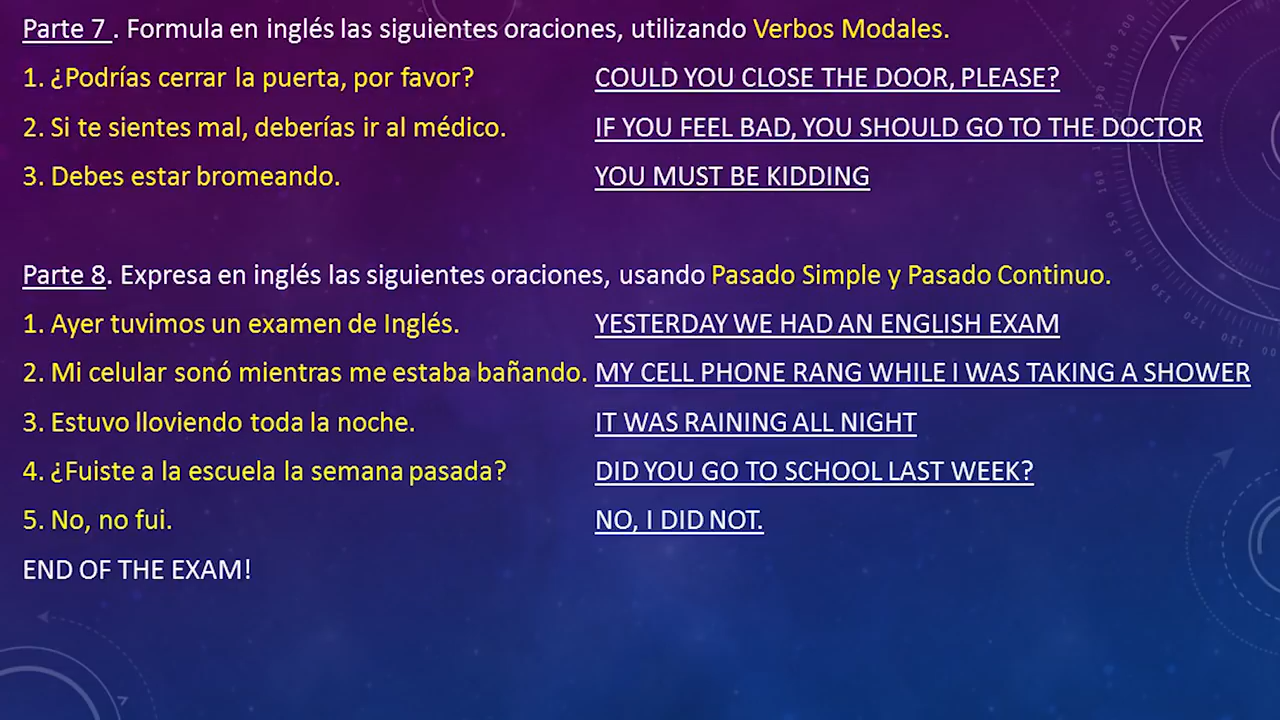 Parte 7 . Formula en inglés las siguientes oraciones, utilizando Verbos Modales.
1. ¿Podrías cerrar la puerta, por favor? COULD YOU CLOSE THE DOOR, PLEASE?
2. Si te sientes mal, deberías ir al médico. IF YOU FEEL BAD, YOU SHOULD GO TO THE DOCTOR
3. Debes estar bromeando. YOU MUST BE KIDDING
Parte 8. Expresa en inglés las siguientes oraciones, usando Pasado Simple y Pasado Continuo.
1. Ayer tuvimos un examen de Inglés. YESTERDAY WE HAD AN ENGLISH EXAM
2. Mi celular sonó mientras me estaba bañando. MY CELL PHONE RANG WHILE I WAS TAKING A SHOWER
3. Estuvo lloviendo toda la noche. IT WAS RAINING ALL NIGHT
4. ¿Fuiste a la escuela la semana pasada? DID YOU GO TO SCHOOL LAST WEEK?
5. No, no fui. NO, I DID NOT.
END OF THE EXAM!